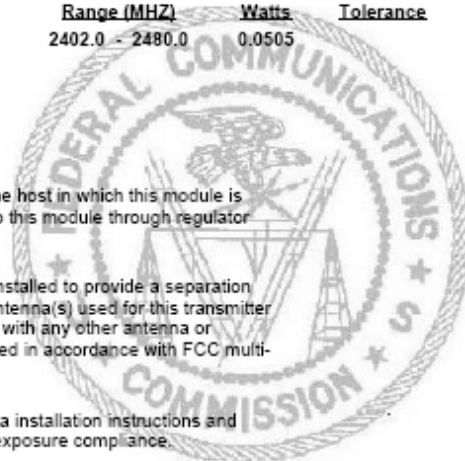 Range (MHZ) Watts Tolerance
2402.0 - 2480.0 0.0505
FEDERAL COMMUNICATIONS
COMMISSION
U S
he host in which this module is
o this module through regulator
nstalled to provide a separation
ntenna(s) used for this transmitter
with any other antenna or
ed in accordance with FCC multi-
a installation instructions and
exposure compliance.